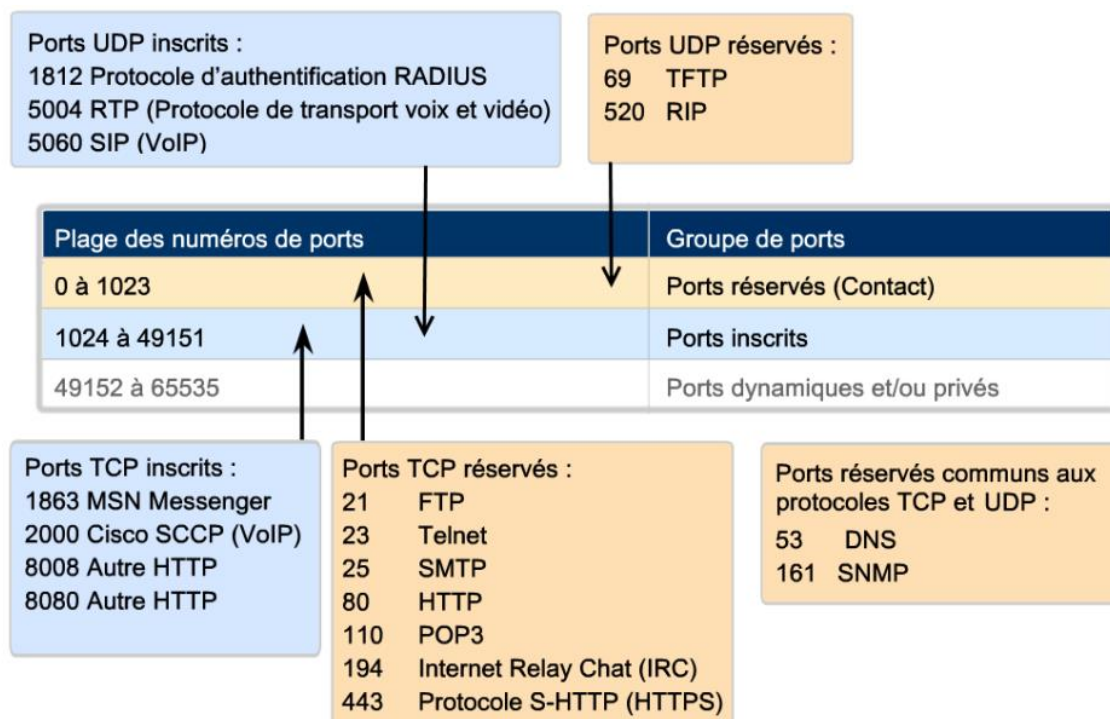 Ports UDP inscrits :
1812 Protocole d'authentification RADIUS
5004 RTP (Protocole de transport voix et vidéo)
5060 SIP (VoIP)
Ports UDP réservés :
69 TFTP
520 RIP
Plage des numéros de ports Groupe de ports
0 à 1023 Ports réservés (Contact)
1024 à 49151 Ports inscrits
49152 à 65535 Ports dynamiques et/ou privés
Ports TCP inscrits :
1863 MSN Messenger
2000 Cisco SCCP (VoIP)
8008 Autre HTTP
8080 Autre HTTP
Ports TCP réservés :
21 FTP
23 Telnet
25 SMTP
80 HTTP
110 POP3
194 Internet Relay Chat (IRC)
443 Protocole S-HTTP (HTTPS)
Ports réservés communs aux
protocoles TCP et UDP :
53 DNS
161 SNMP